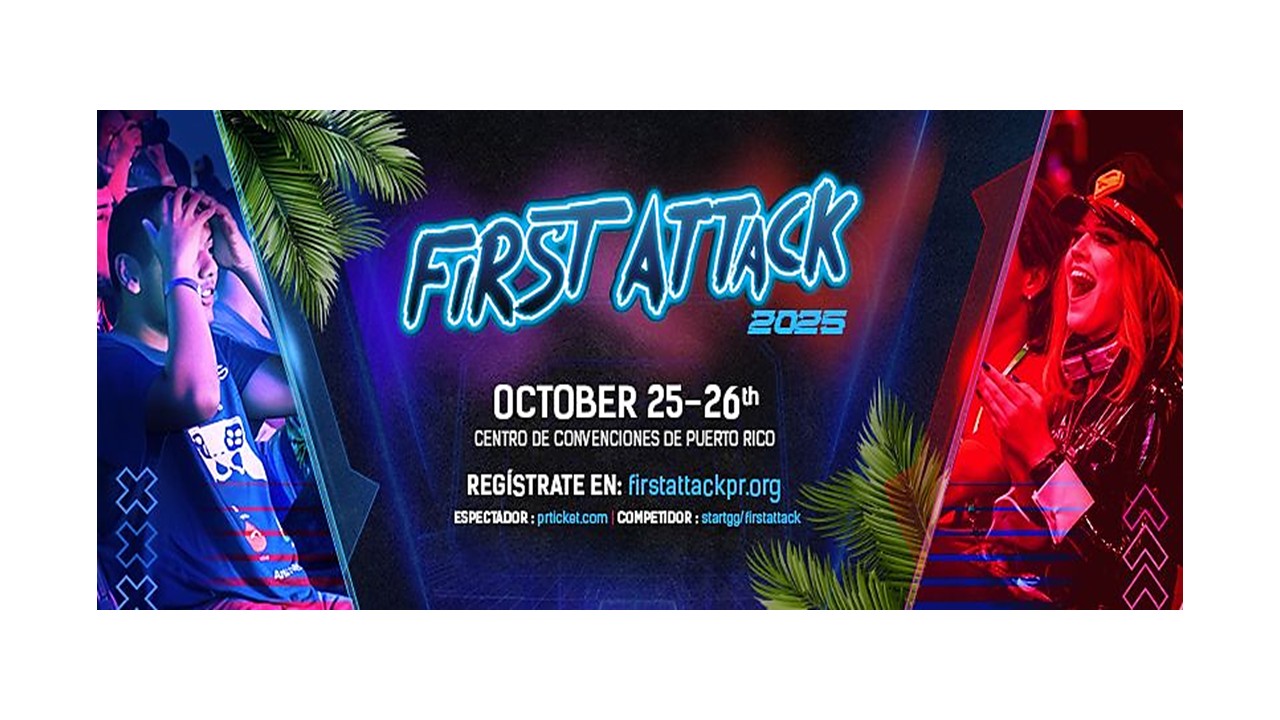 FIRST ATTACK
2025
OCTOBER 25-26th
CENTRO DE CONVENCIONES DE PUERTO RICO
REGÍSTRATE EN: firstattackpr.org
ESPECTADOR : prticket.com | COMPETIDOR : startgg/firstattack